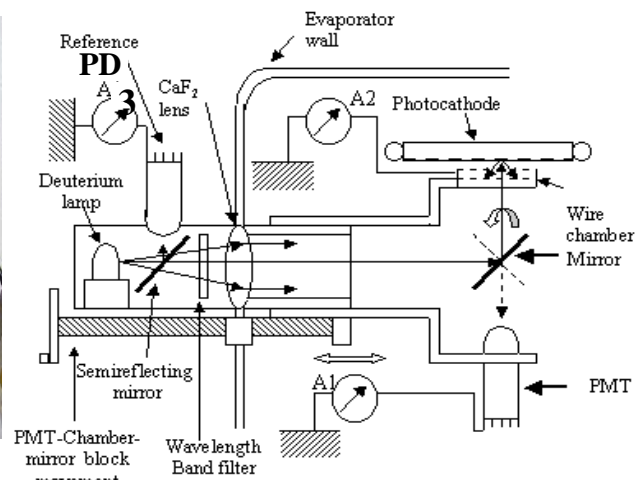 Evaporator
wall
Reference
PD
3
A
CaF₂
lens
A2
Photocathode
Deuterium
lamp
Wire
chamber
Mirror
Semireflecting
mirror
A1
PMT
PMT-Chamber-
mirror block
Wavelength
Band filter